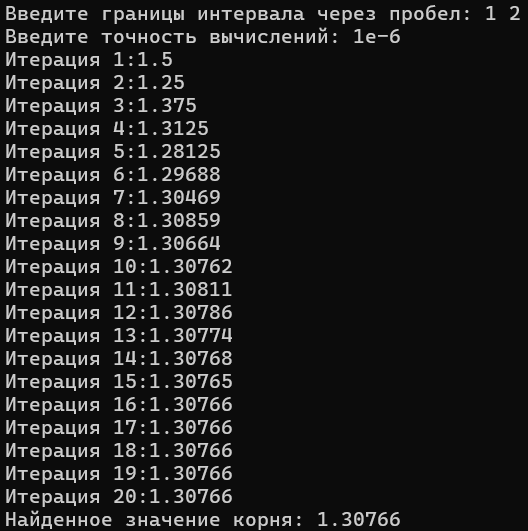 Введите границы интервала через пробел: 1 2
Введите точность вычислений: 1e-6
Итерация 1:1.5
Итерация 2:1.25
Итерация 3:1.375
Итерация 4:1.3125
Итерация 5:1.28125
Итерация 6:1.29688
Итерация 7:1.30469
Итерация 8:1.30859
Итерация 9:1.30664
Итерация 10:1.30762
Итерация 11:1.30811
Итерация 12:1.30786
Итерация 13:1.30774
Итерация 14:1.30768
Итерация 15:1.30765
Итерация 16:1.30766
Итерация 17:1.30766
Итерация 18:1.30766
Итерация 19:1.30766
Итерация 20:1.30766
Найденное значение корня: 1.30766